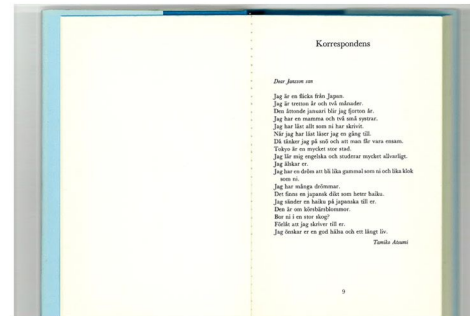 Korrespondens
Dear Jansson san
Jag är en flicka från Japan.
Jag är tretton år och två månader.
Den åttonde januari blir jag fjorton år.
Jag har en mamma och två små systrar.
Jag har läst allt som ni har skrivit.
När jag har läst läser jag en gång till.
Då tänker jag på snö och att man får vara ensam.
Tokyo är en mycket stor stad.
Jag lär mig engelska och studerar mycket allvarligt.
Jag älskar er.
Jag har en dröm att bli lika gammal som ni och lika klok
som ni.
Jag har många drömmar.
Det finns en japansk dikt som heter haiku.
Jag sänder en haiku på japanska till er.
Den är om körsbärsblommor.
Bor ni i en stor skog?
Förlåt att jag skriver till er.
Jag önskar er en god hälsa och ett långt liv.
Tamiko Atsumi
9